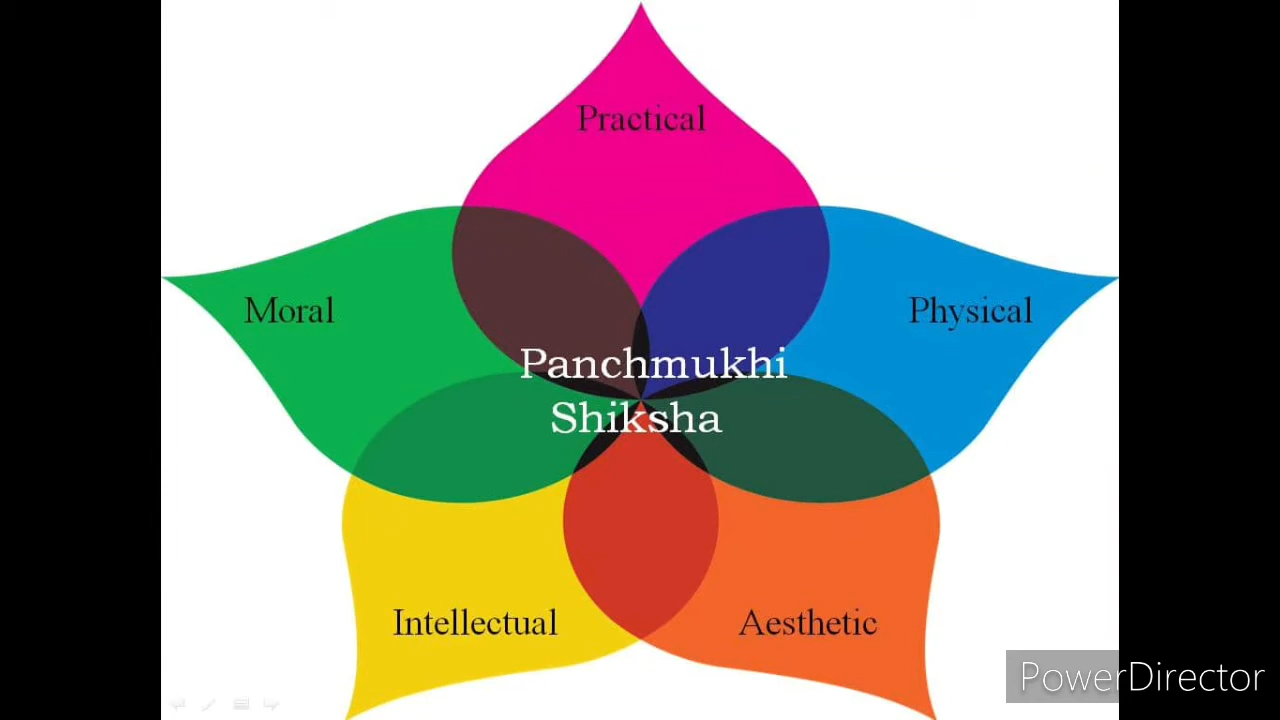 Practical
Moral
Physical
Panchmukhi
Shiksha
Intellectual
Aesthetic
PowerDirector